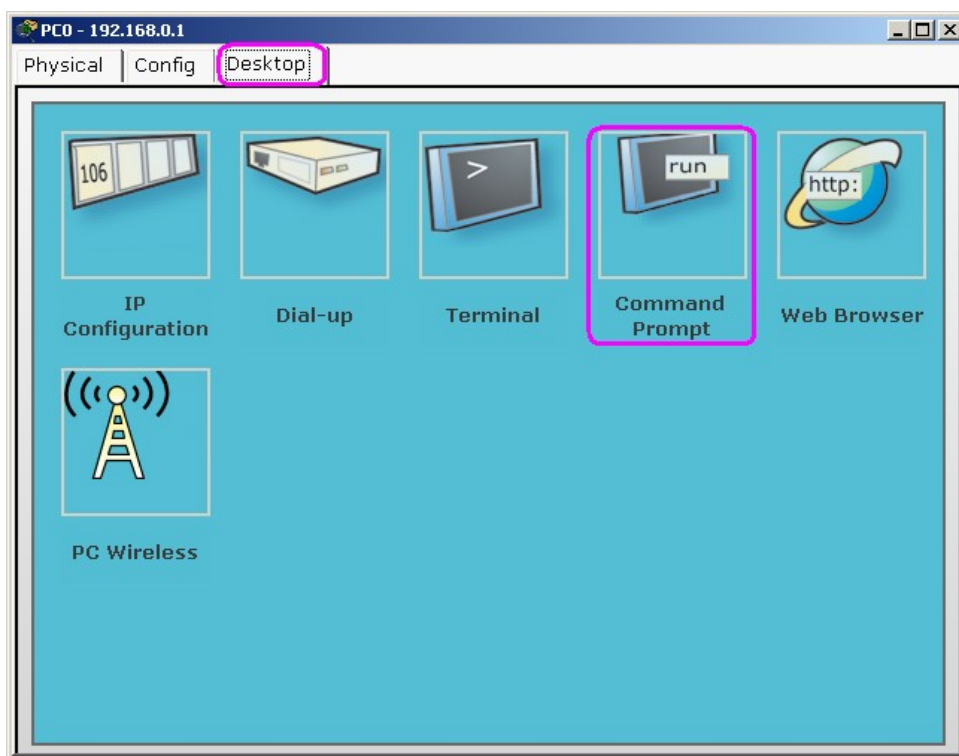 PC0 - 192.168.0.1
Physical Config Desktop
106
>
run
http:
IP
Configuration
Dial-up
Terminal
Command
Prompt
Web Browser
PC Wireless